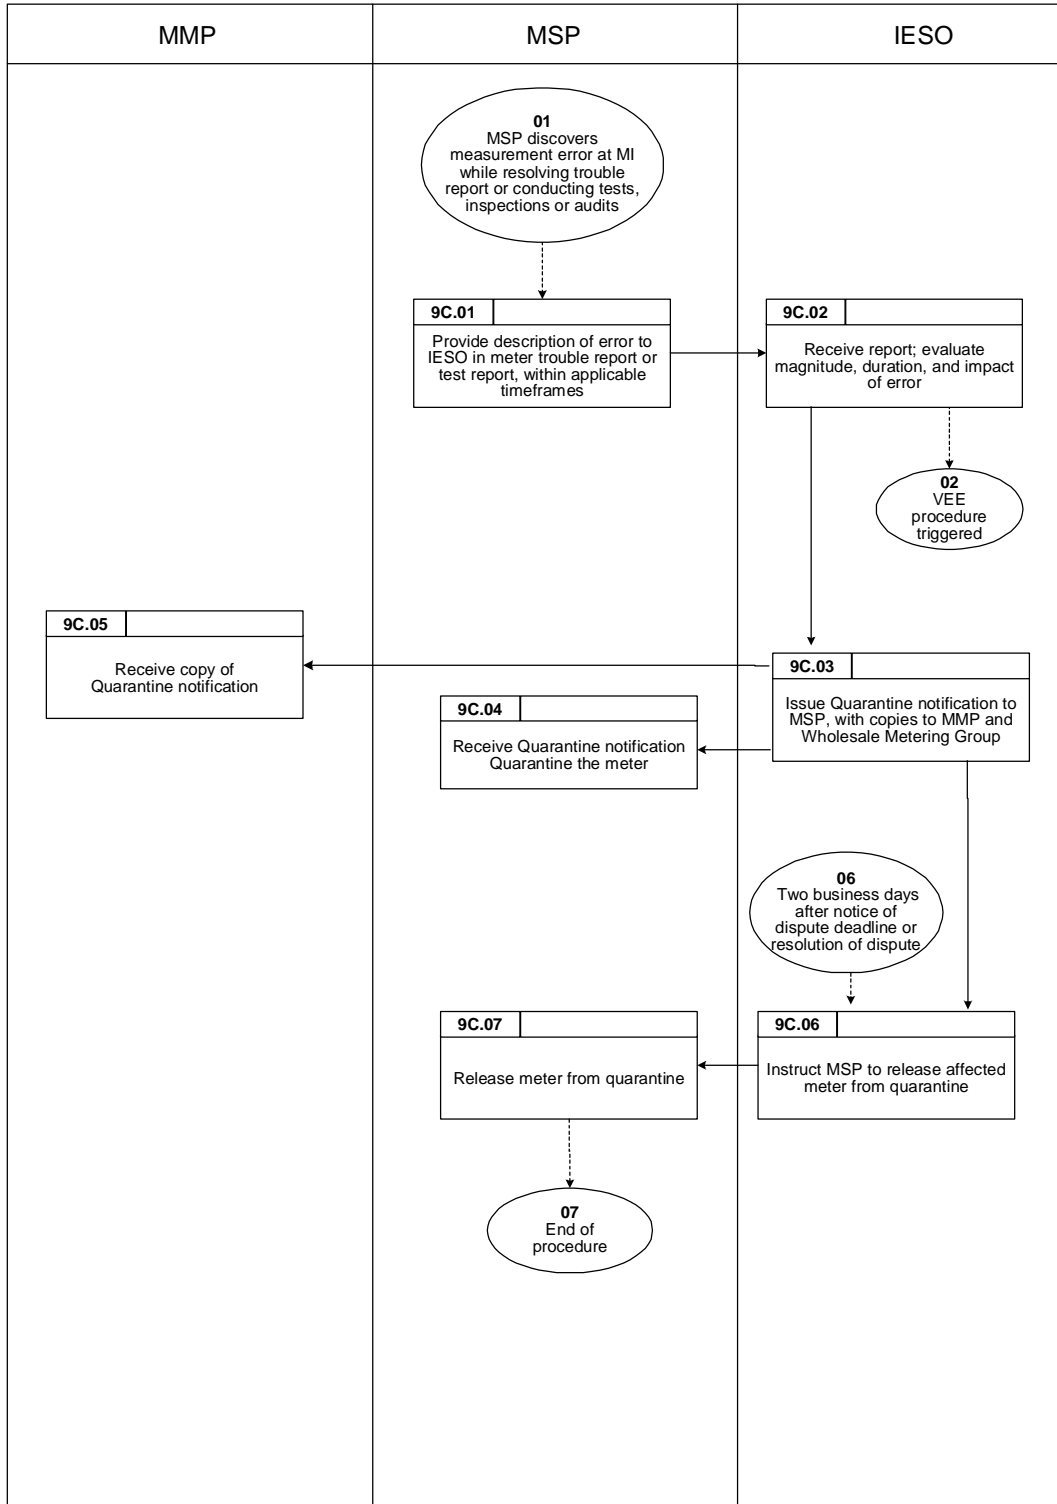 MMP
MSP
IESO
01
MSP discovers
measurement error at MI
while resolving trouble
report or conducting tests,
inspections or audits
9C.01
Provide description of error to
IESO in meter trouble report or
test report, within applicable
timeframes
9C.02
Receive report; evaluate
magnitude, duration, and impact
of error
02
VEE
procedure
triggered
9C.05
Receive copy of
Quarantine notification
9C.03
Issue Quarantine notification to
MSP, with copies to MMP and
Wholesale Metering Group
9C.04
Receive Quarantine notification
Quarantine the meter
06
Two business days
after notice of
dispute deadline or
resolution of dispute
9C.07
Release meter from quarantine
9C.06
Instruct MSP to release affected
meter from quarantine
07
End of
procedure